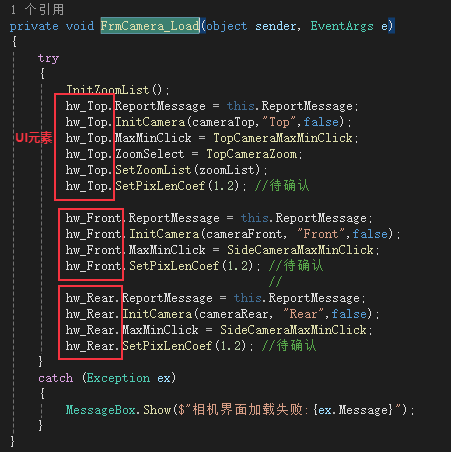 1 个引用
private void FrmCamera_Load(object sender, EventArgs e)
{
try
{
InitZoomList();
hw_Top.ReportMessage = this.ReportMessage;
hw_Top.InitCamera(cameraTop,"Top",false);
UI元素
hw_Top.MaxMinClick = TopCameraMaxMinClick;
hw_Top.ZoomSelect = TopCameraZoom;
hw_Top.SetZoomList(zoomList);
hw_Top.SetPixLenCoef(1.2); //待确认
hw_Front.ReportMessage = this.ReportMessage;
hw_Front.InitCamera(cameraFront, "Front",false);
hw_Front.MaxMinClick = SideCameraMaxMinClick;
hw_Front.SetPixLenCoef(1.2); //待确认
//
hw_Rear.ReportMessage = this.ReportMessage;
hw_Rear.InitCamera(cameraRear, "Rear",false);
hw_Rear.MaxMinClick = SideCameraMaxMinClick;
hw_Rear.SetPixLenCoef(1.2); //待确认
}
catch (Exception ex)
{
MessageBox.Show($"相机界面加载失败:{ex.Message}");
}
}